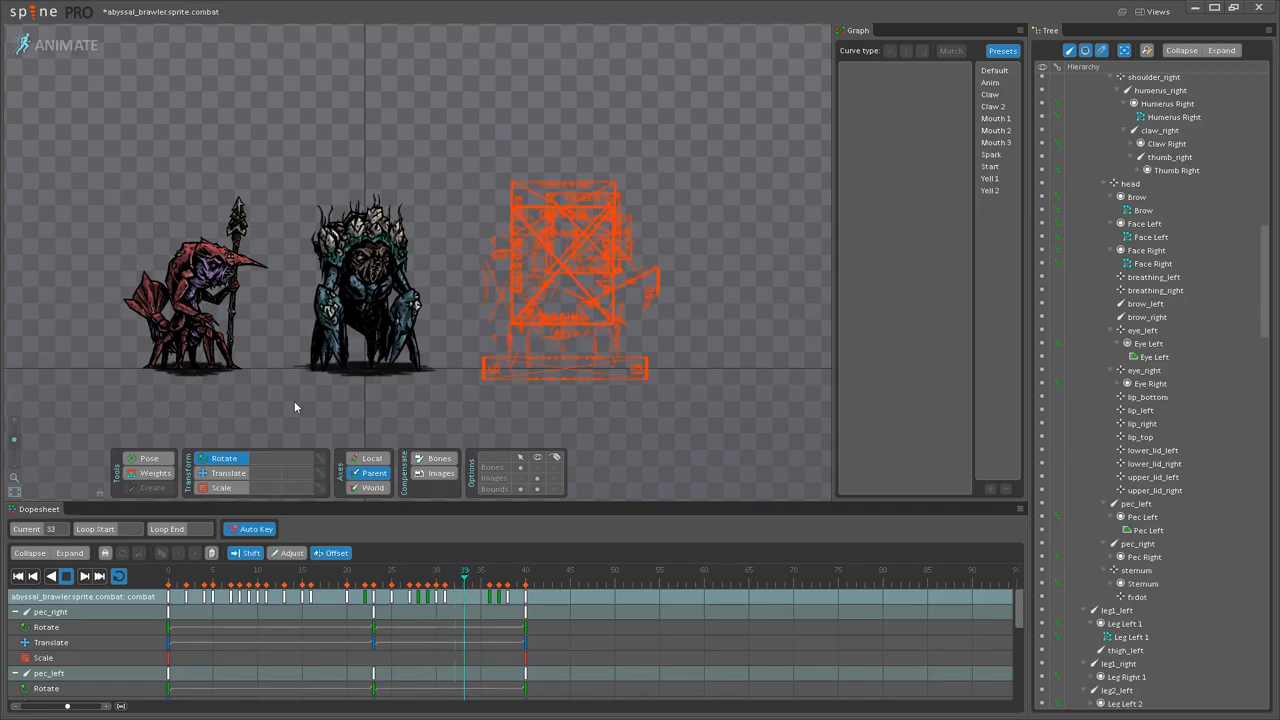 spine PRO *abyssal_brawler.sprite.combat Views
ANIMATE
Graph
Curve type: Match Presets
Default
Anim
Claw
Claw 2
Mouth 1
Mouth 2
Mouth 3
Spark
Start
Yell 1
Yell 2
Tree
Collapse Expand
Hierarchy
shoulder_right
humerus_right
Humerus Right
Humerus Right
claw_right
Claw Right
thumb_right
Thumb Right
head
Brow
Brow
Face Left
Face Left
Face Right
Face Right
breathing_left
breathing_right
brow_left
brow_right
eye_left
Eye Left
Eye Left
eye_right
Eye Right
lip_bottom
lip_left
lip_right
lip_top
lower_lid_left
lower_lid_right
upper_lid_left
upper_lid_right
pec_left
Pec Left
Pec Left
pec_right
Pec Right
sternum
Sternum
fxdot
leg1_left
Leg Left 1
Leg Left 1
thigh_left
leg1_right
Leg Right 1
leg2_left
Leg Left 2
Tools
Pose
Weights
Create
Transform
Rotate
Translate
Scale
Axes
Local
Parent
World
Compensate
Bones
Images
Options
Bones
Images
Bounds
Dopesheet
Current 33 Loop Start Loop End Auto Key
Collapse Expand Shift Adjust Offset
0 5 10 15 20 25 30 33 35 40 45 50 55 60 65 70 75 80 85 90 95
abyssal_brawler.sprite.combat: combat
pec_right
Rotate
Translate
Scale
pec_left
Rotate